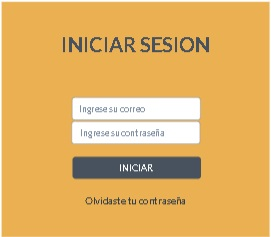 INICIAR SESION
Ingrese su correo
Ingrese su contraseña
INICIAR
Olvidaste tu contraseña